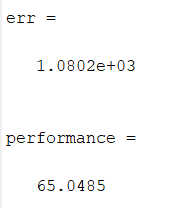 err =
1.0802e+03
performance =
65.0485